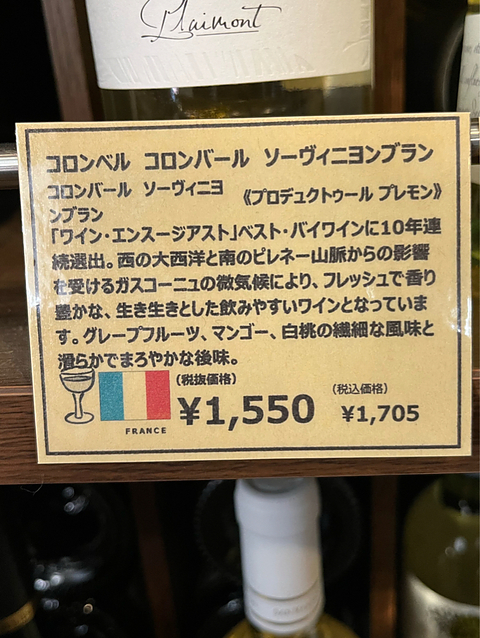 Plaimont
コロンベル コロンバール ソーヴィニヨンブラン
コロンバール ソーヴィニヨ 《プロデュクトゥール プレモン》
ンブラン
「ワイン・エンスージアスト」ベスト・バイワインに10年連
続選出。西の大西洋と南のピレネー山脈からの影響
を受けるガスコーニュの微気候により、フレッシュで香り
豊かな、生き生きとした飲みやすいワインとなっていま
す。グレープフルーツ、マンゴー、白桃の繊細な風味と
滑らかでまろやかな後味。
(税抜価格) (税込価格)
¥1,550 ¥1,705
FRANCE